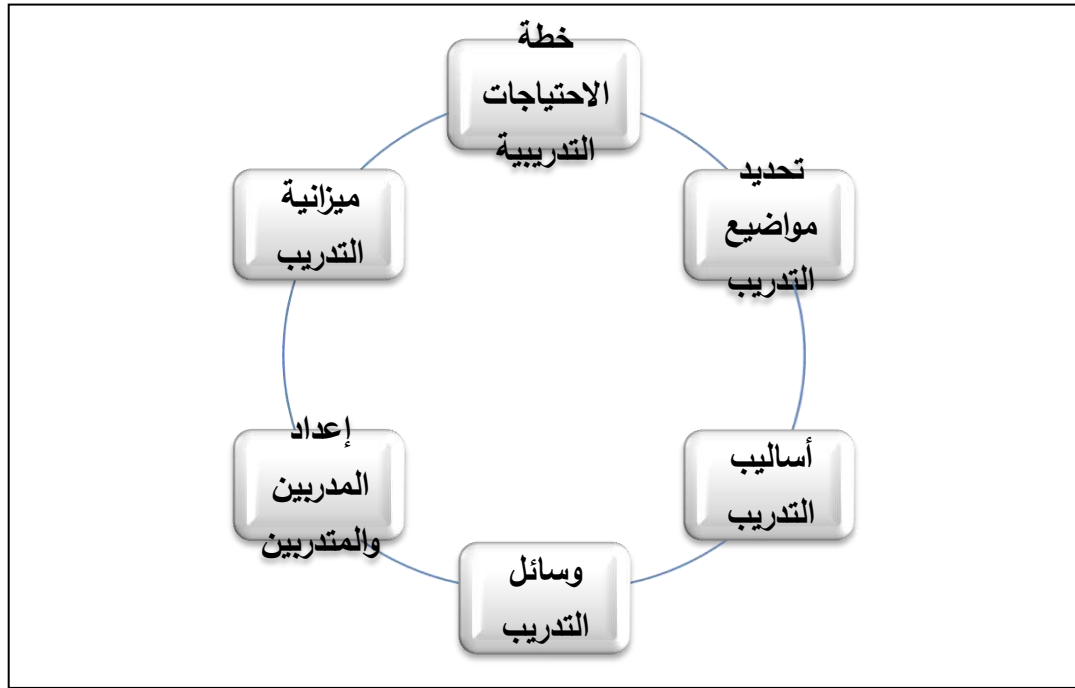 خطة
الاحتياجات
التدريبية
تحديد
مواضيع
التدريب
أساليب
التدريب
وسائل
التدريب
إعداد
المدربين
والمتدربين
ميزانية
التدريب